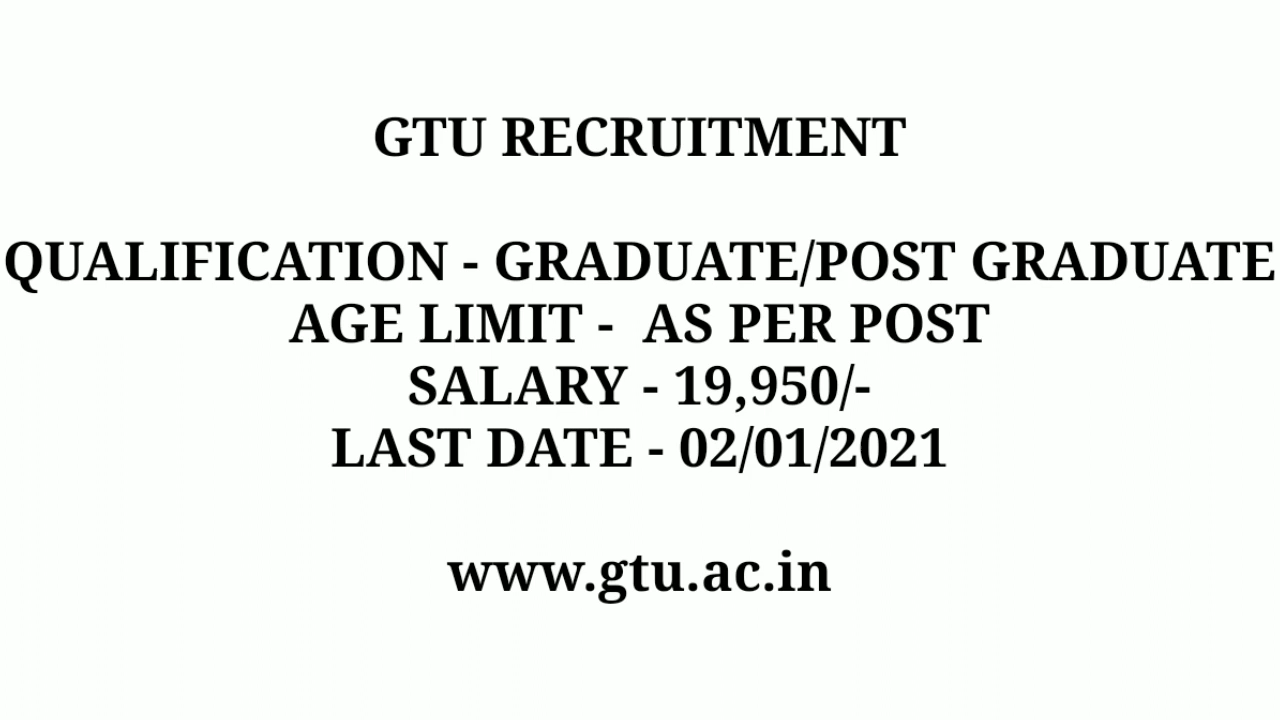 GTU RECRUITMENT
QUALIFICATION - GRADUATE/POST GRADUATE
AGE LIMIT - AS PER POST
SALARY - 19,950/-
LAST DATE - 02/01/2021
www.gtu.ac.in